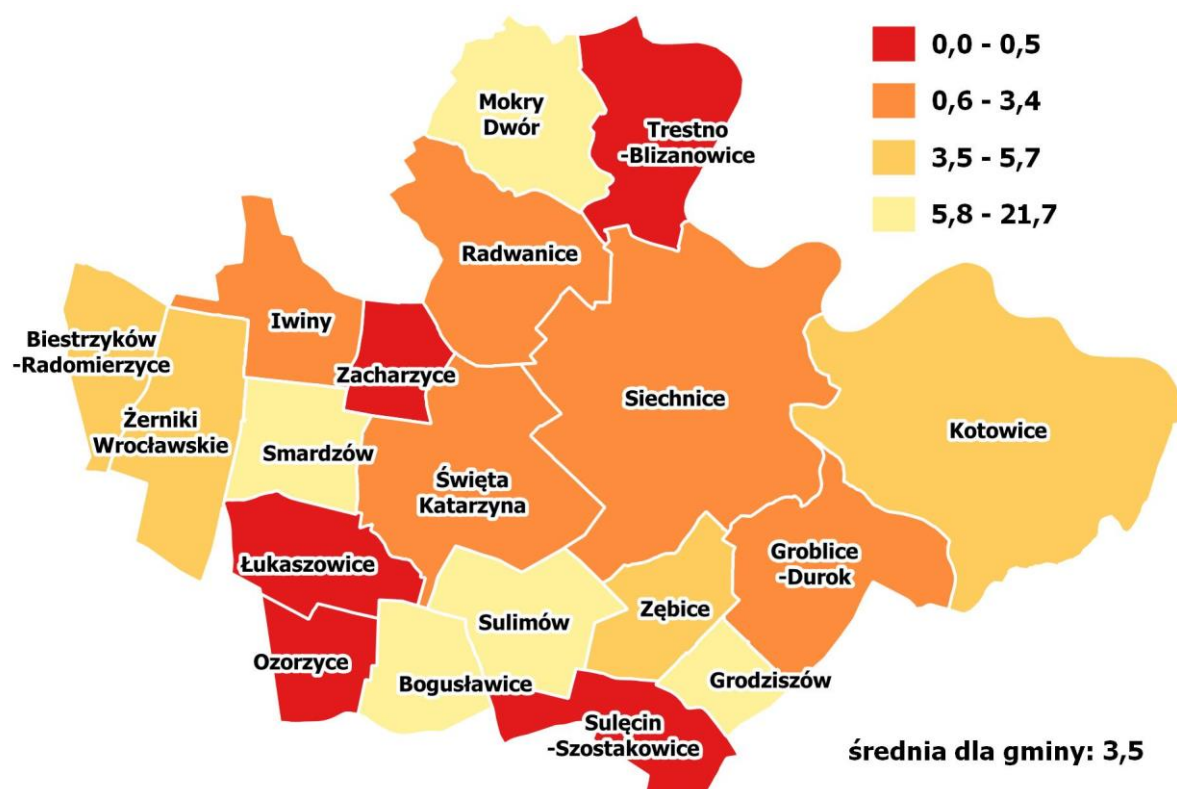 0,0 - 0,5
0,6 - 3,4
3,5 - 5,7
5,8 - 21,7
Mokry
Dwór
Trestno
-Blizanowice
Radwanice
Iwiny
Biestrzyków
-Radomierzyce
Zacharzyce
Siechnice
Żerniki
Wrocławskie
Kotowice
Smardzów
Święta
Katarzyna
Groblice
-Durok
Łukaszowice
Zębice
Sulimów
Ozorzyce
Bogusławice
Grodziszów
Sulęcin
-Szostakowice
średnia dla gminy: 3,5